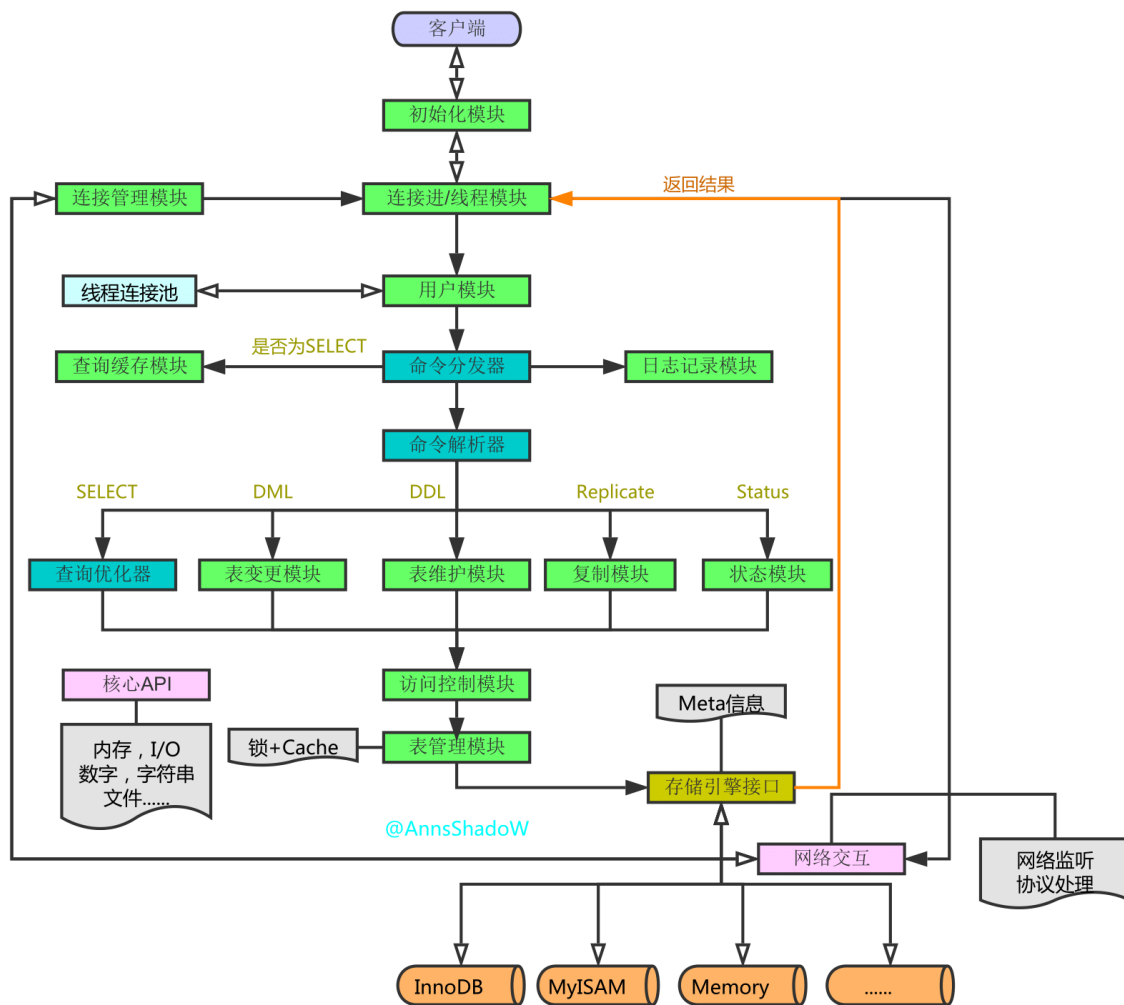 客户端
初始化模块
返回结果
连接管理模块
连接进/线程模块
线程连接池
用户模块
是否为SELECT
查询缓存模块
命令分发器
日志记录模块
命令解析器
SELECT
DML
DDL
Replicate
Status
查询优化器
表变更模块
表维护模块
复制模块
状态模块
核心API
访问控制模块
Meta信息
内存，I/O
数字，字符串
文件......
锁+Cache
表管理模块
存储引擎接口
@AnnsShadoW
网络交互
网络监听
协议处理
InnoDB
MyISAM
Memory
......